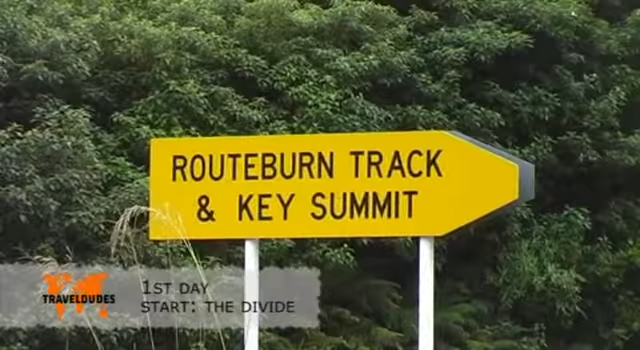 ROUTEBURN TRACK
& KEY SUMMIT
TRAVELDUDES
1ST DAY
START: THE DIVIDE